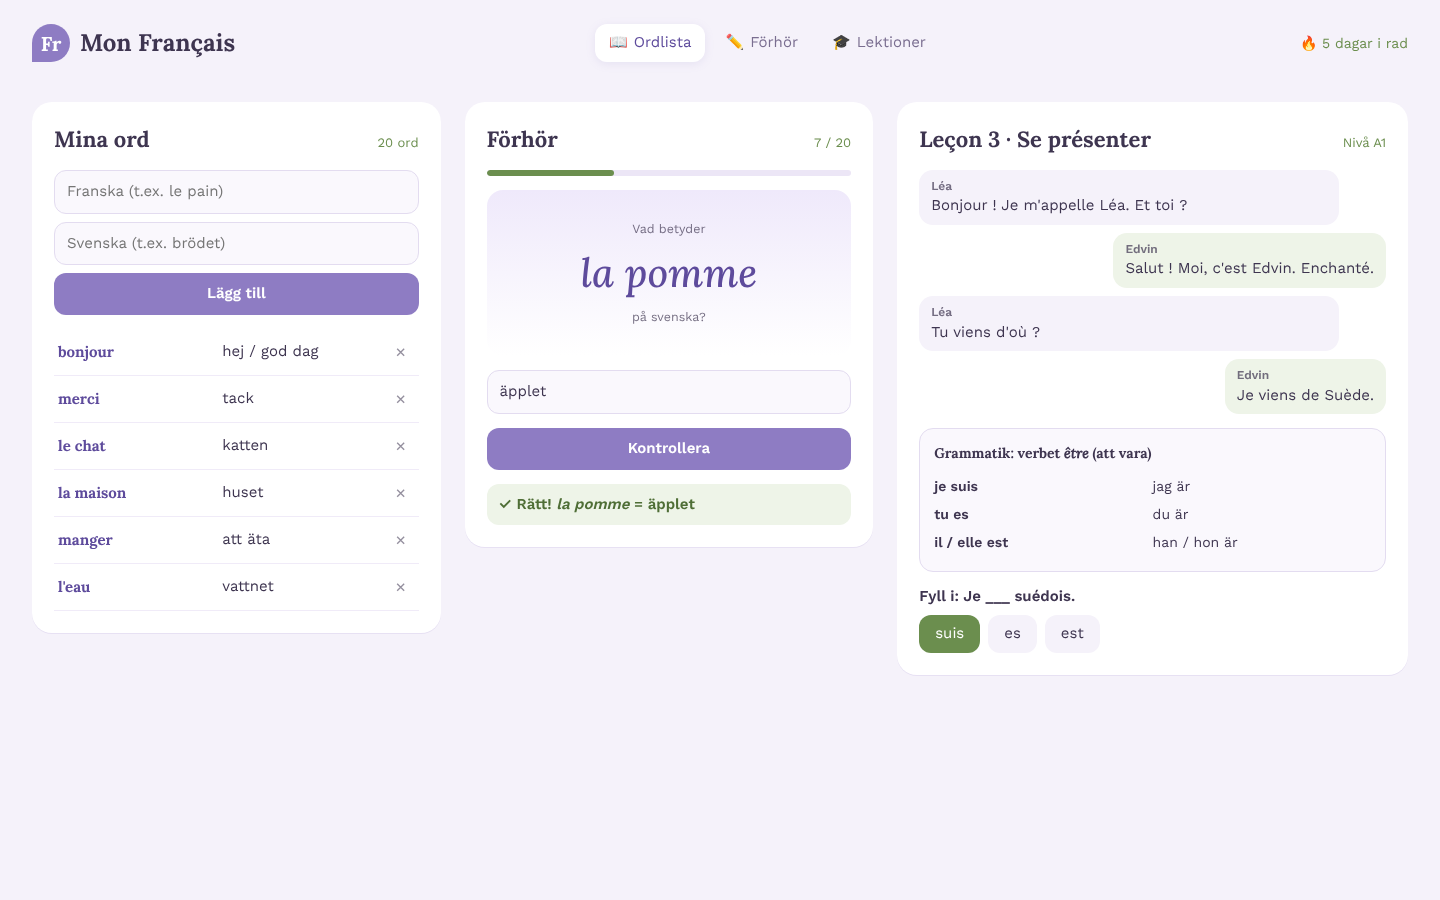 Fr Mon Français
📖 Ordlista ✏️ Förhör 🎓 Lektioner
🔥 5 dagar i rad
Mina ord
20 ord
Franska (t.ex. le pain)
Svenska (t.ex. brödet)
Lägg till
bonjour hej / god dag ×
merci tack ×
le chat katten ×
la maison huset ×
manger att äta ×
l'eau vattnet ×
Förhör
7 / 20
Vad betyder
la pomme
på svenska?
äpplet
Kontrollera
✓ Rätt! la pomme = äpplet
Leçon 3 · Se présenter
Nivå A1
Léa
Bonjour ! Je m'appelle Léa. Et toi ?
Edvin
Salut ! Moi, c'est Edvin. Enchanté.
Léa
Tu viens d'où ?
Edvin
Je viens de Suède.
Grammatik: verbet être (att vara)
je suis jag är
tu es du är
il / elle est han / hon är
Fyll i: Je ___ suédois.
suis es est